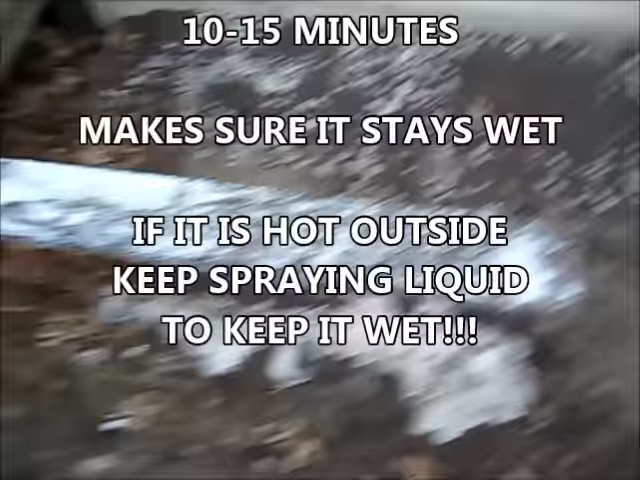 10-15 MINUTES
MAKES SURE IT STAYS WET
IF IT IS HOT OUTSIDE
KEEP SPRAYING LIQUID
TO KEEP IT WET!!!